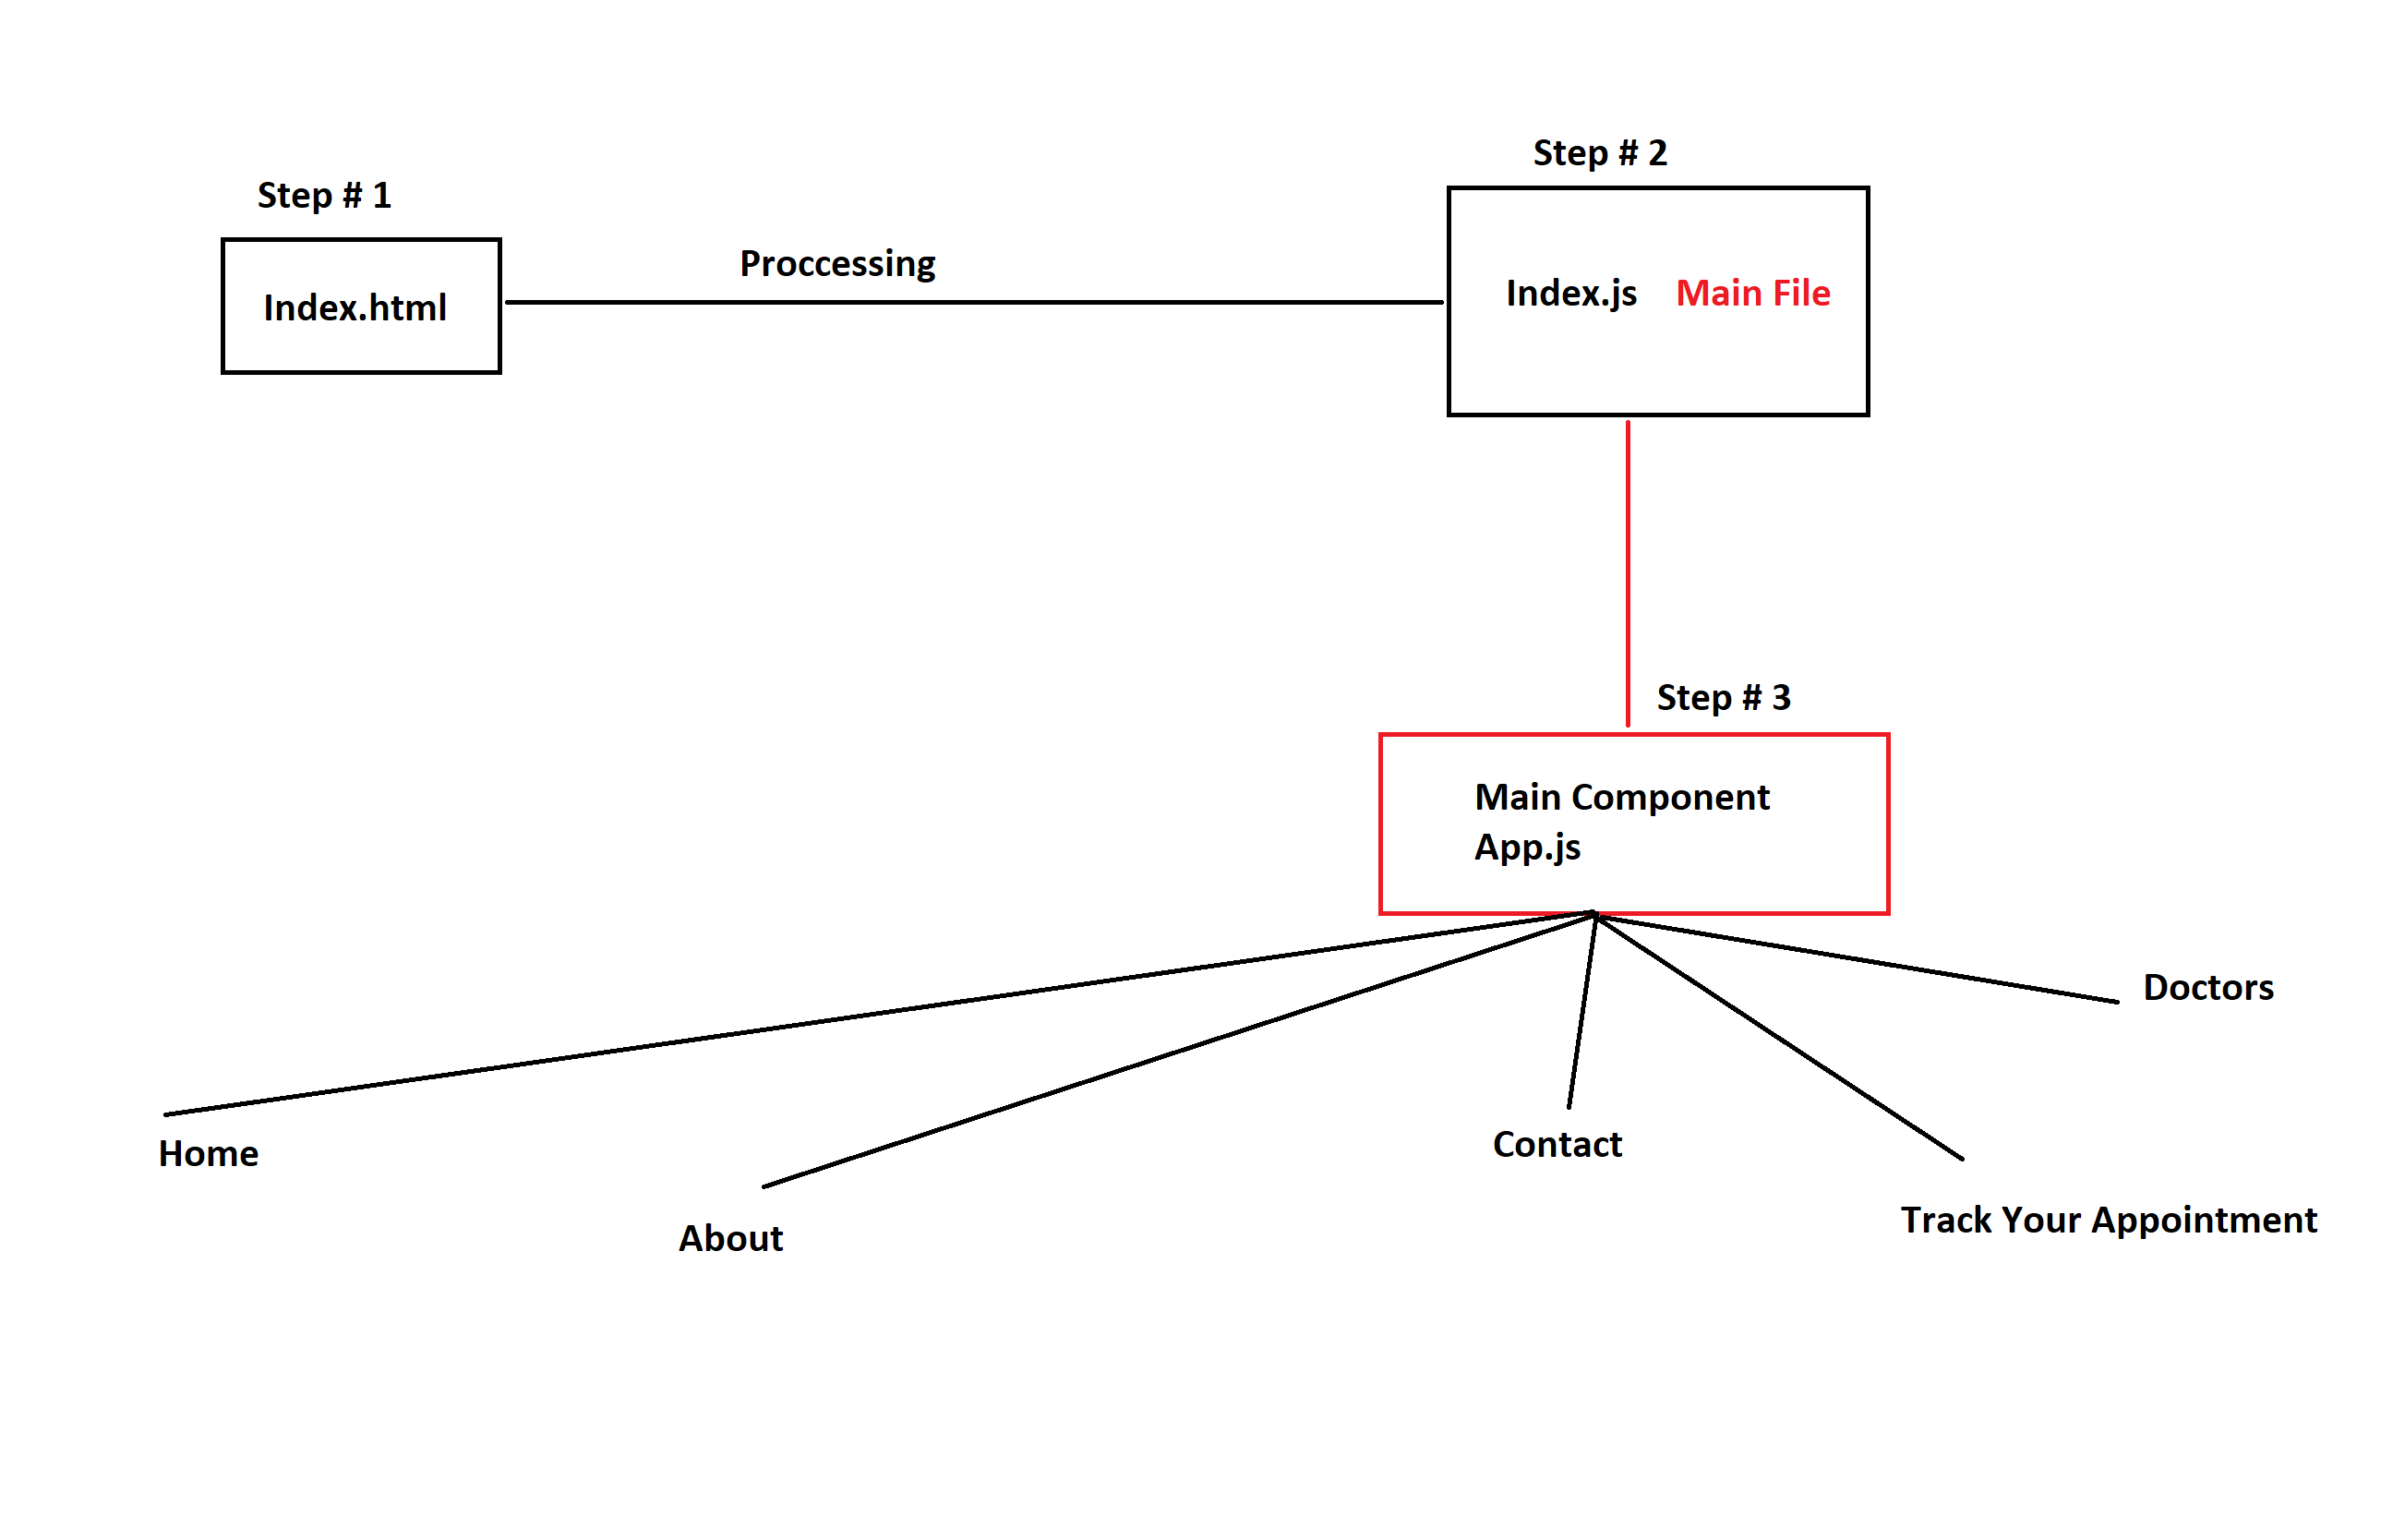 Step # 1
Index.html
Proccessing
Step # 2
Index.js Main File
Step # 3
Main Component
App.js
Doctors
Home
Contact
About
Track Your Appointment